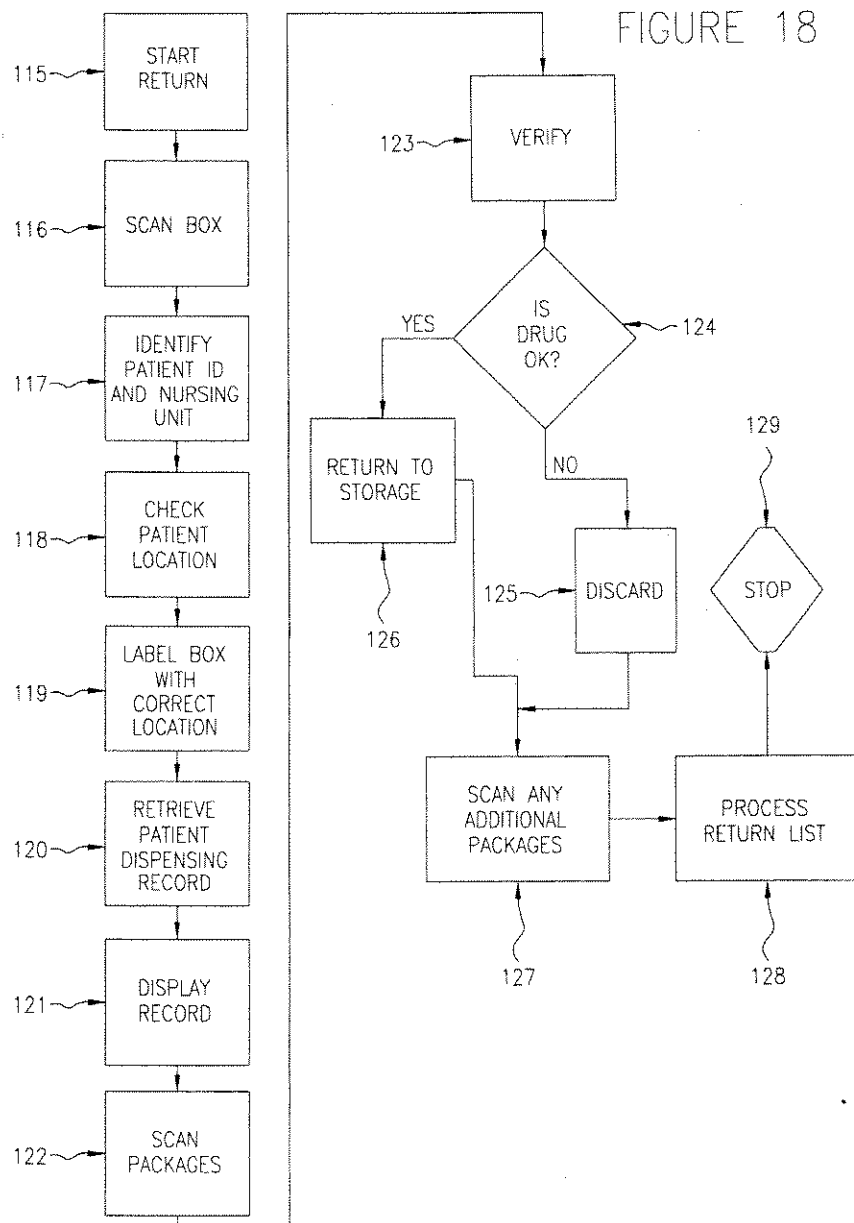 FIGURE 18
115
START
RETURN
116
SCAN BOX
117
IDENTIFY
PATIENT ID
AND NURSING
UNIT
118
CHECK
PATIENT
LOCATION
119
LABEL BOX
WITH
CORRECT
LOCATION
120
RETRIEVE
PATIENT
DISPENSING
RECORD
121
DISPLAY
RECORD
122
SCAN
PACKAGES
123
VERIFY
IS
DRUG
OK?
124
YES
NO
RETURN TO
STORAGE
126
125
DISCARD
129
STOP
SCAN ANY
ADDITIONAL
PACKAGES
127
PROCESS
RETURN LIST
128